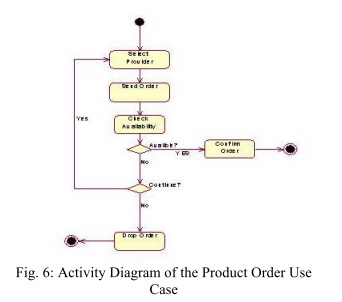 Select
Provider
Send Order
Check
Availability
Yes
Availble?
YES
Confirm
Order
No
Continue?
No
Drop Order
Fig. 6: Activity Diagram of the Product Order Use
Case